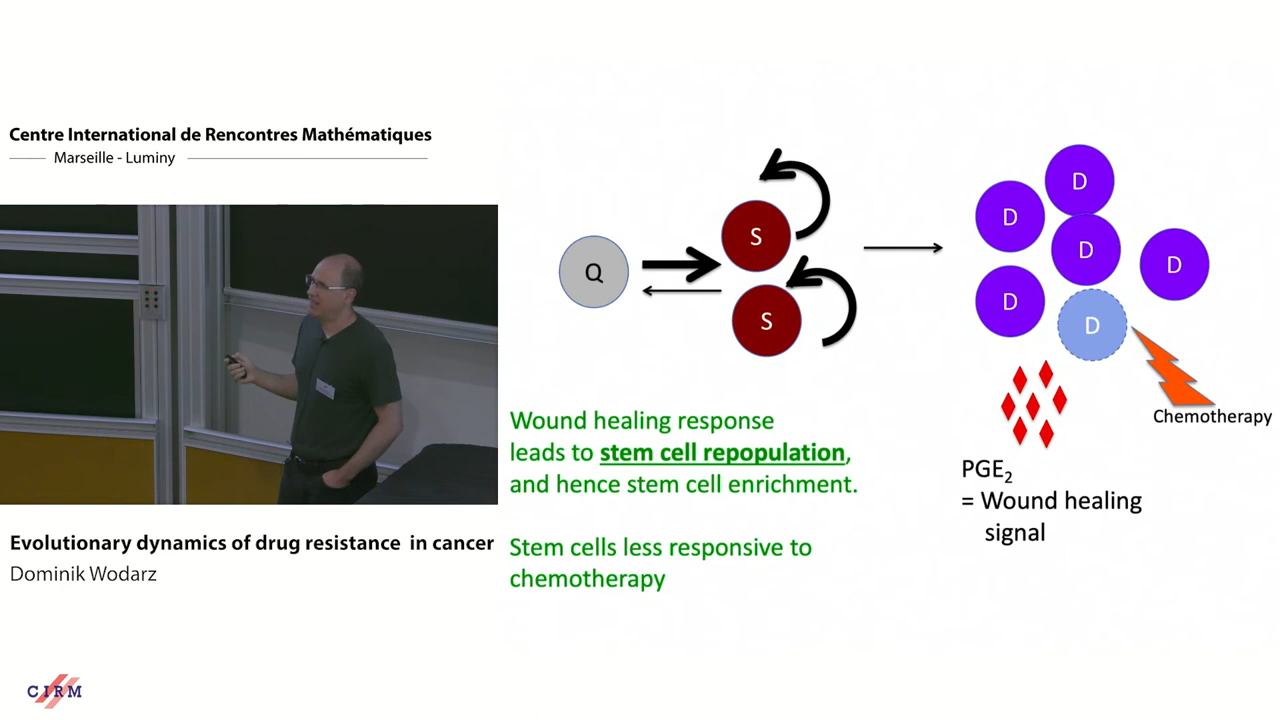 Centre International de Rencontres Mathématiques
Marseille - Luminy
Evolutionary dynamics of drug resistance in cancer
Dominik Wodarz
CIRM
Q
S
S
D
D
D
D
D
D
Chemotherapy
PGE₂
= Wound healing
signal
Wound healing response
leads to stem cell repopulation,
and hence stem cell enrichment.
Stem cells less responsive to
chemotherapy